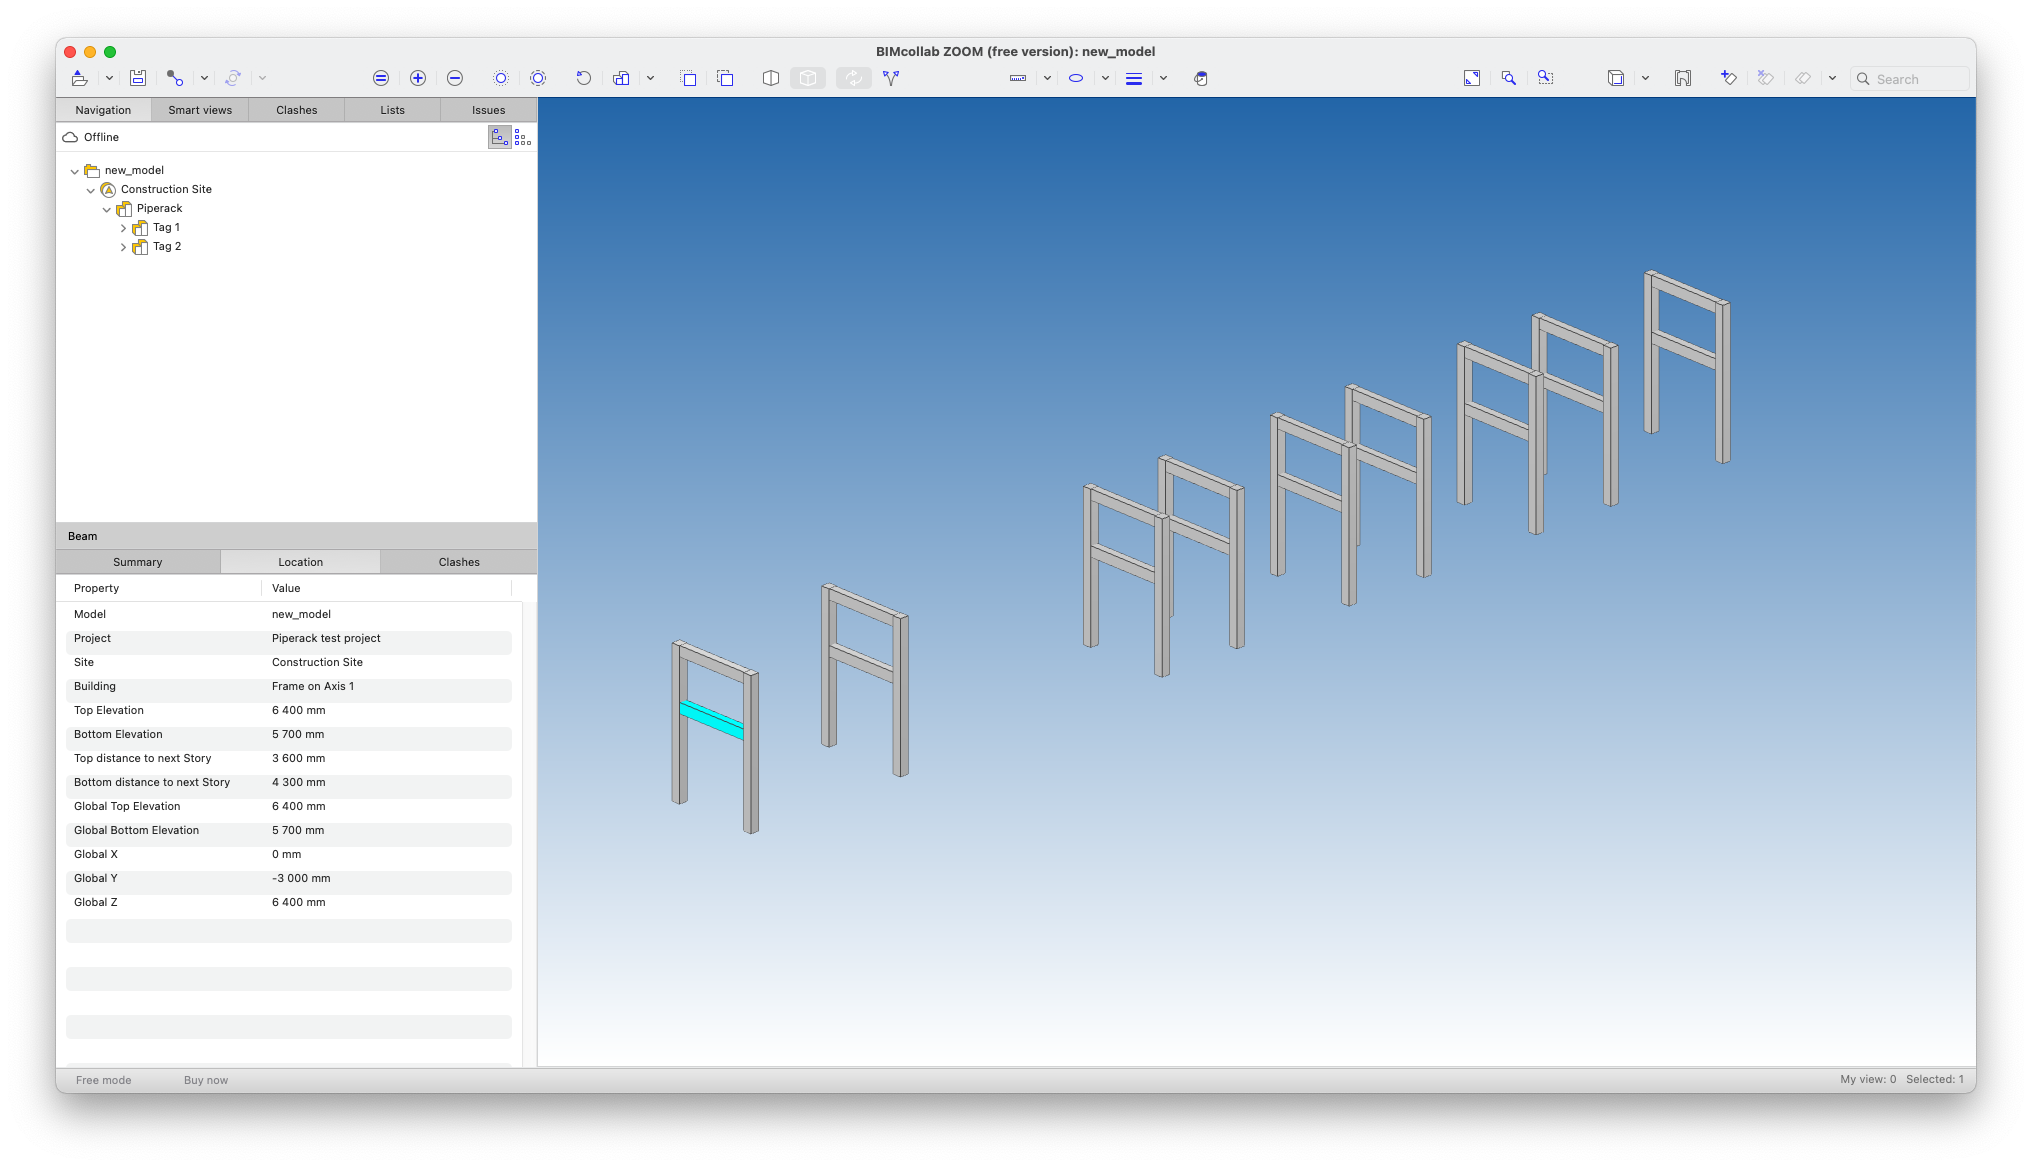 BIMcollab ZOOM (free version): new_model
Search
Navigation Smart views Clashes Lists Issues
Offline
new_model
Construction Site
Piperack
Tag 1
Tag 2
Beam
Summary Location Clashes
Property Value
Model new_model
Project Piperack test project
Site Construction Site
Building Frame on Axis 1
Top Elevation 6 400 mm
Bottom Elevation 5 700 mm
Top distance to next Story 3 600 mm
Bottom distance to next Story 4 300 mm
Global Top Elevation 6 400 mm
Global Bottom Elevation 5 700 mm
Global X 0 mm
Global Y -3 000 mm
Global Z 6 400 mm
Free mode Buy now My view: 0 Selected: 1